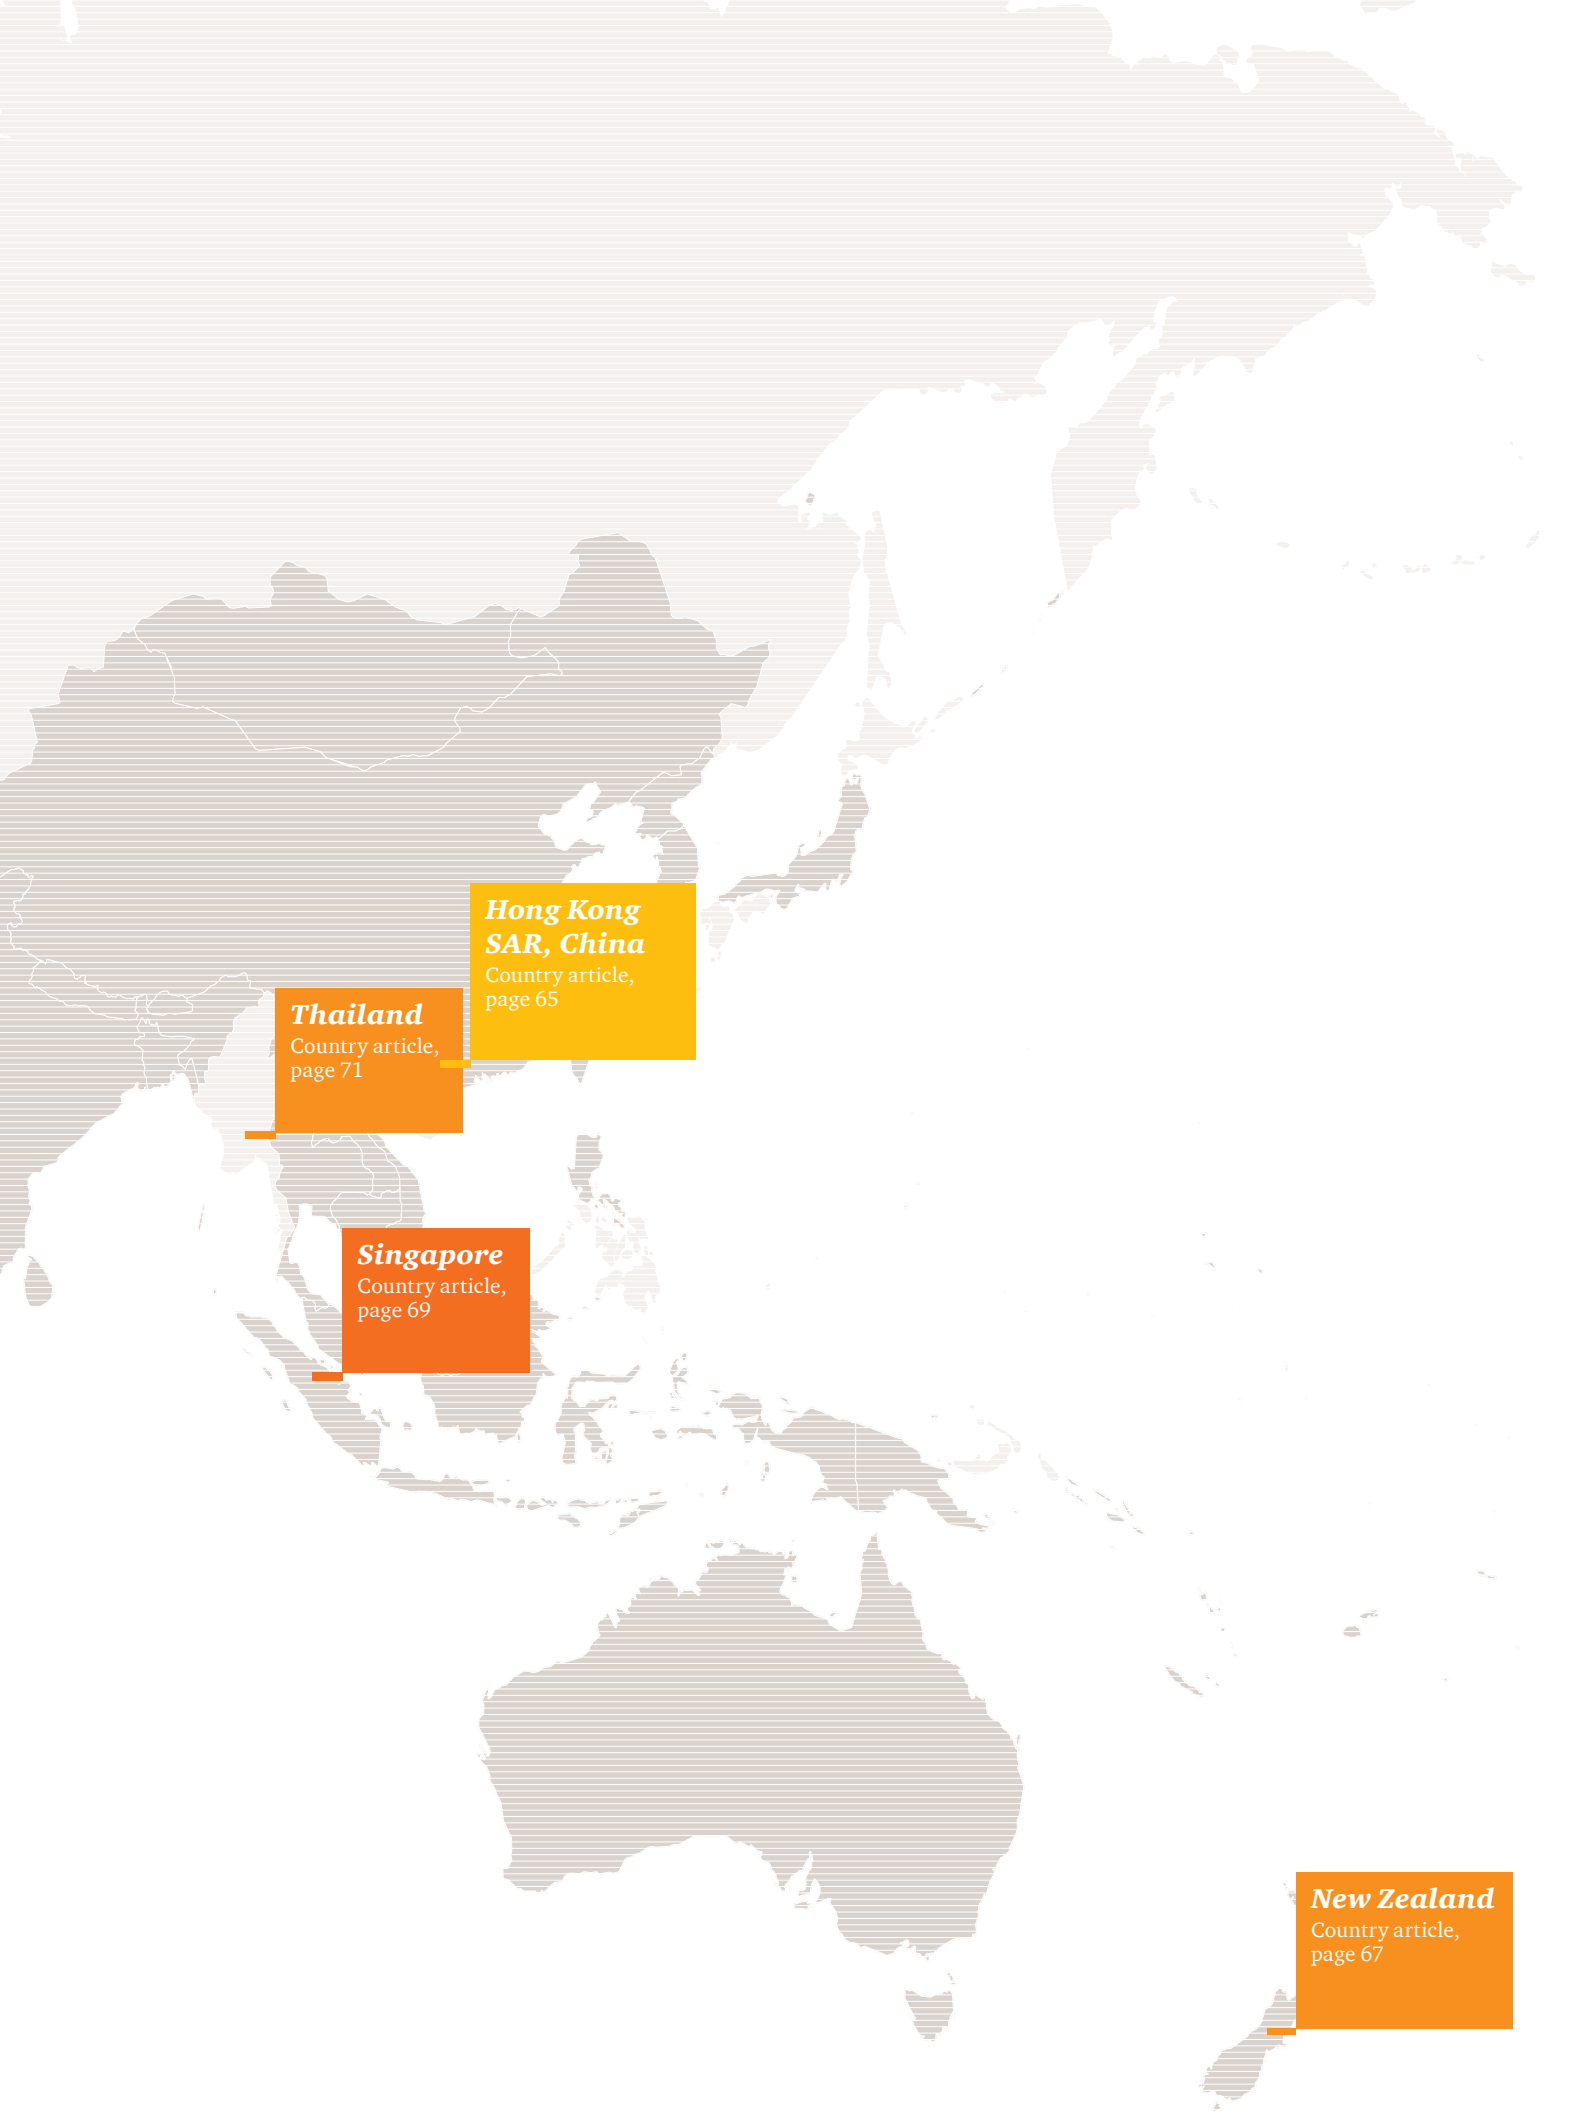 Hong Kong
SAR, China
Country article,
page 65
Thailand
Country article,
page 71
Singapore
Country article,
page 69
New Zealand
Country article,
page 67